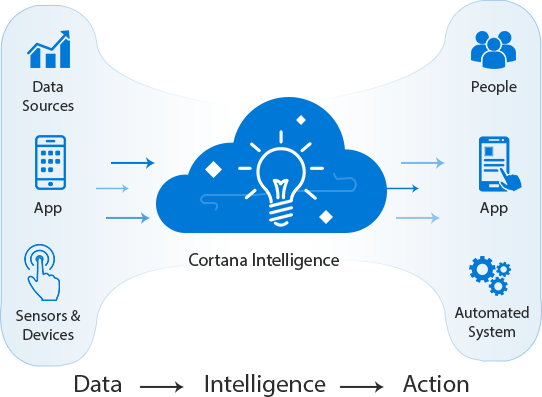 Data
Sources
App
Sensors &
Devices
Cortana Intelligence
People
App
Automated
System
Data
Intelligence
Action